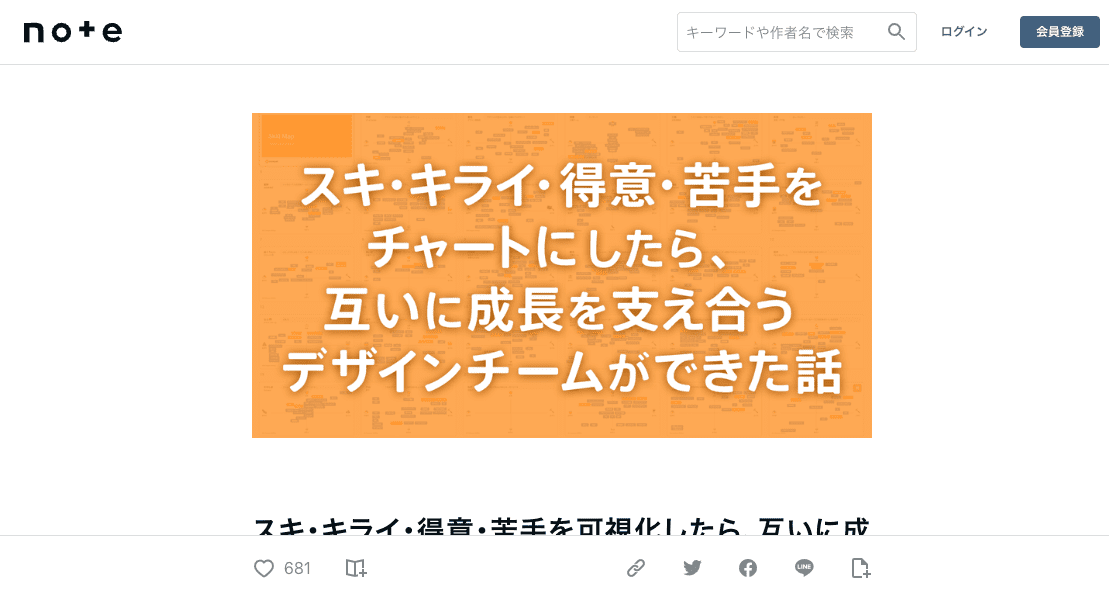 note
キーワードや作者名で検索
ログイン
会員登録
スキ・キライ・得意・苦手を
チャートにしたら、
互いに成長を支え合う
デザインチームができた話
スキ・キライ・得意・苦手を可視化したら、互いに成
681
LINE